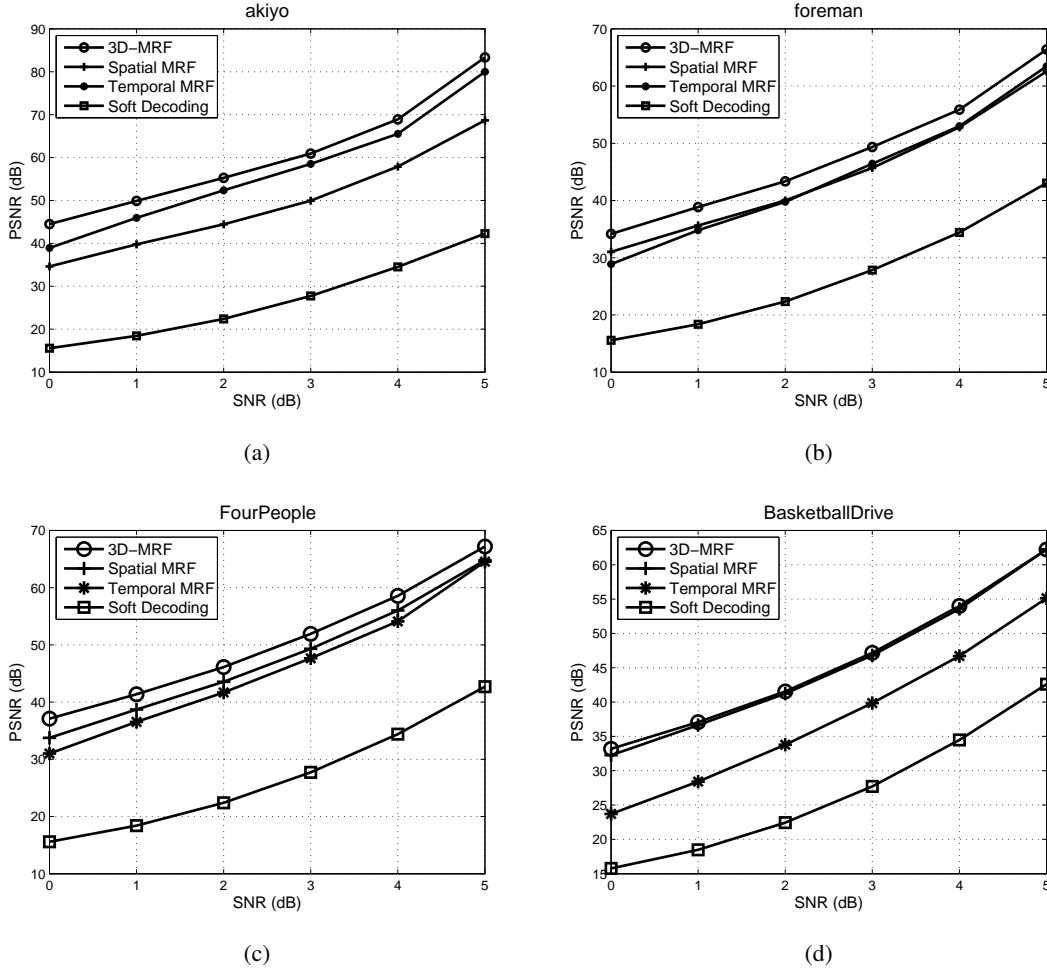 akiyo
90
80
70
60
50
40
30
20
10
PSNR (dB)
3D−MRF
Spatial MRF
Temporal MRF
Soft Decoding
0 1 2 3 4 5
SNR (dB)
(a)
foreman
70
60
50
40
30
20
10
PSNR (dB)
3D−MRF
Spatial MRF
Temporal MRF
Soft Decoding
0 1 2 3 4 5
SNR (dB)
(b)
FourPeople
70
60
50
40
30
20
10
PSNR (dB)
3D−MRF
Spatial MRF
Temporal MRF
Soft Decoding
0 1 2 3 4 5
SNR (dB)
(c)
BasketballDrive
65
60
55
50
45
40
35
30
25
20
15
PSNR (dB)
3D−MRF
Spatial MRF
Temporal MRF
Soft Decoding
0 1 2 3 4 5
SNR (dB)
(d)